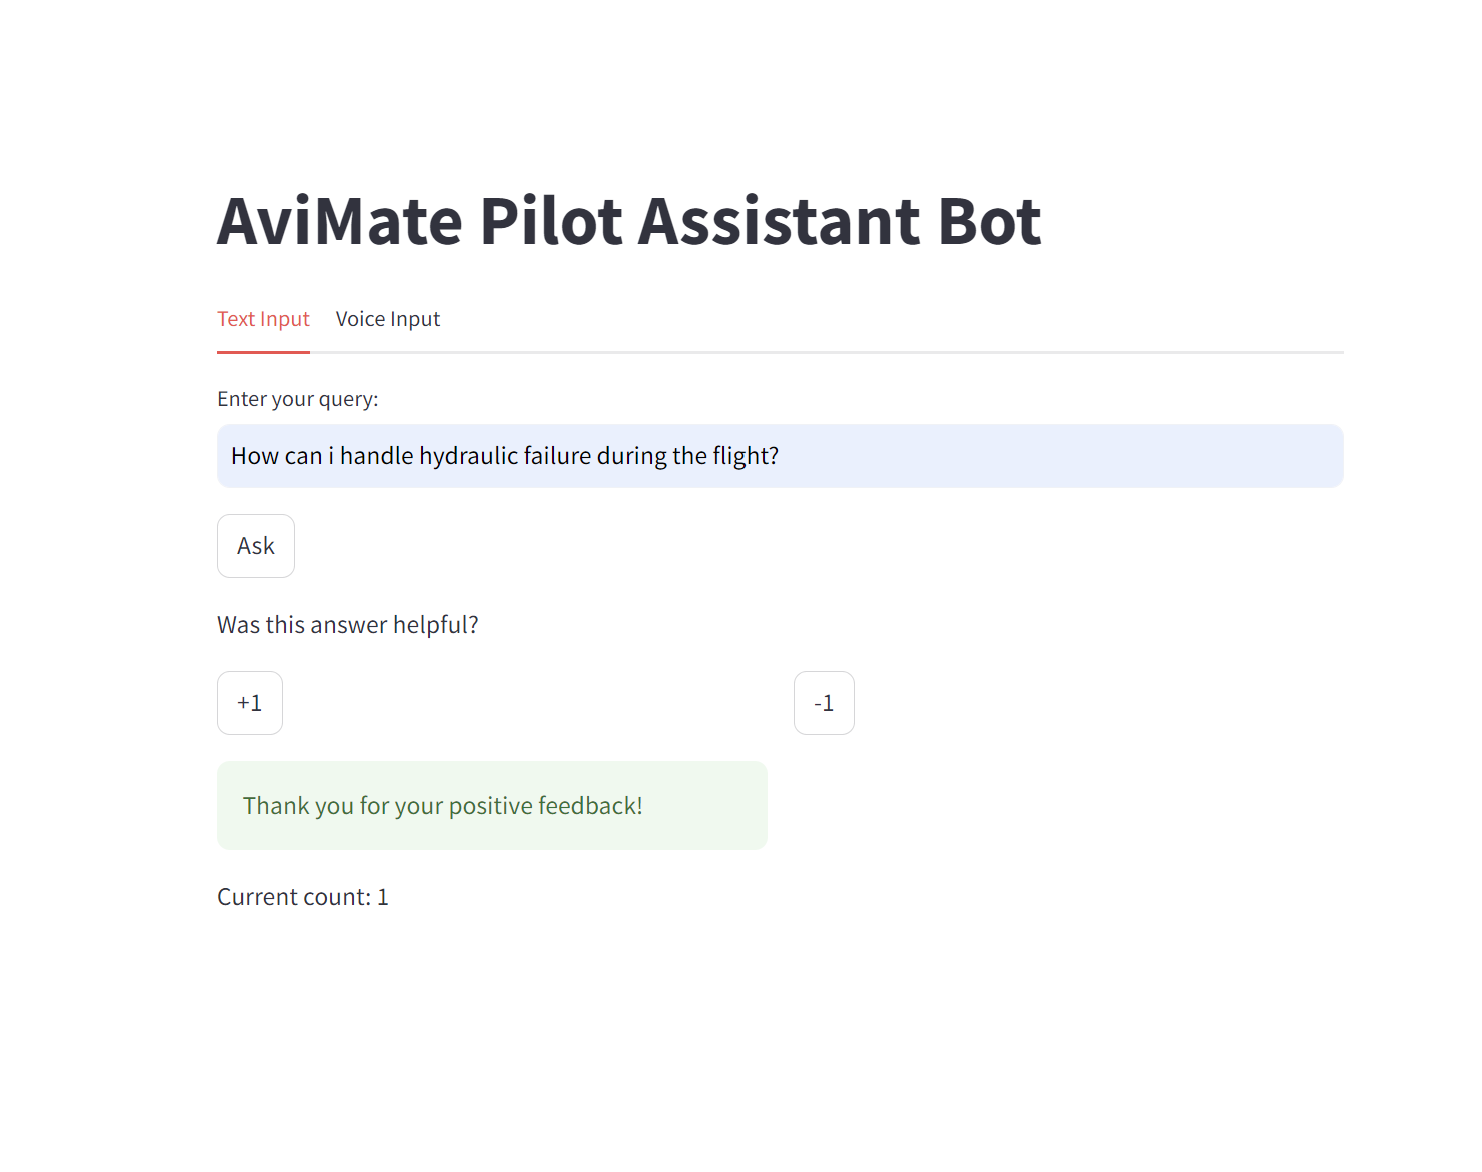 AviMate Pilot Assistant Bot
Text Input Voice Input
Enter your query:
How can i handle hydraulic failure during the flight?
Ask
Was this answer helpful?
+1 -1
Thank you for your positive feedback!
Current count: 1